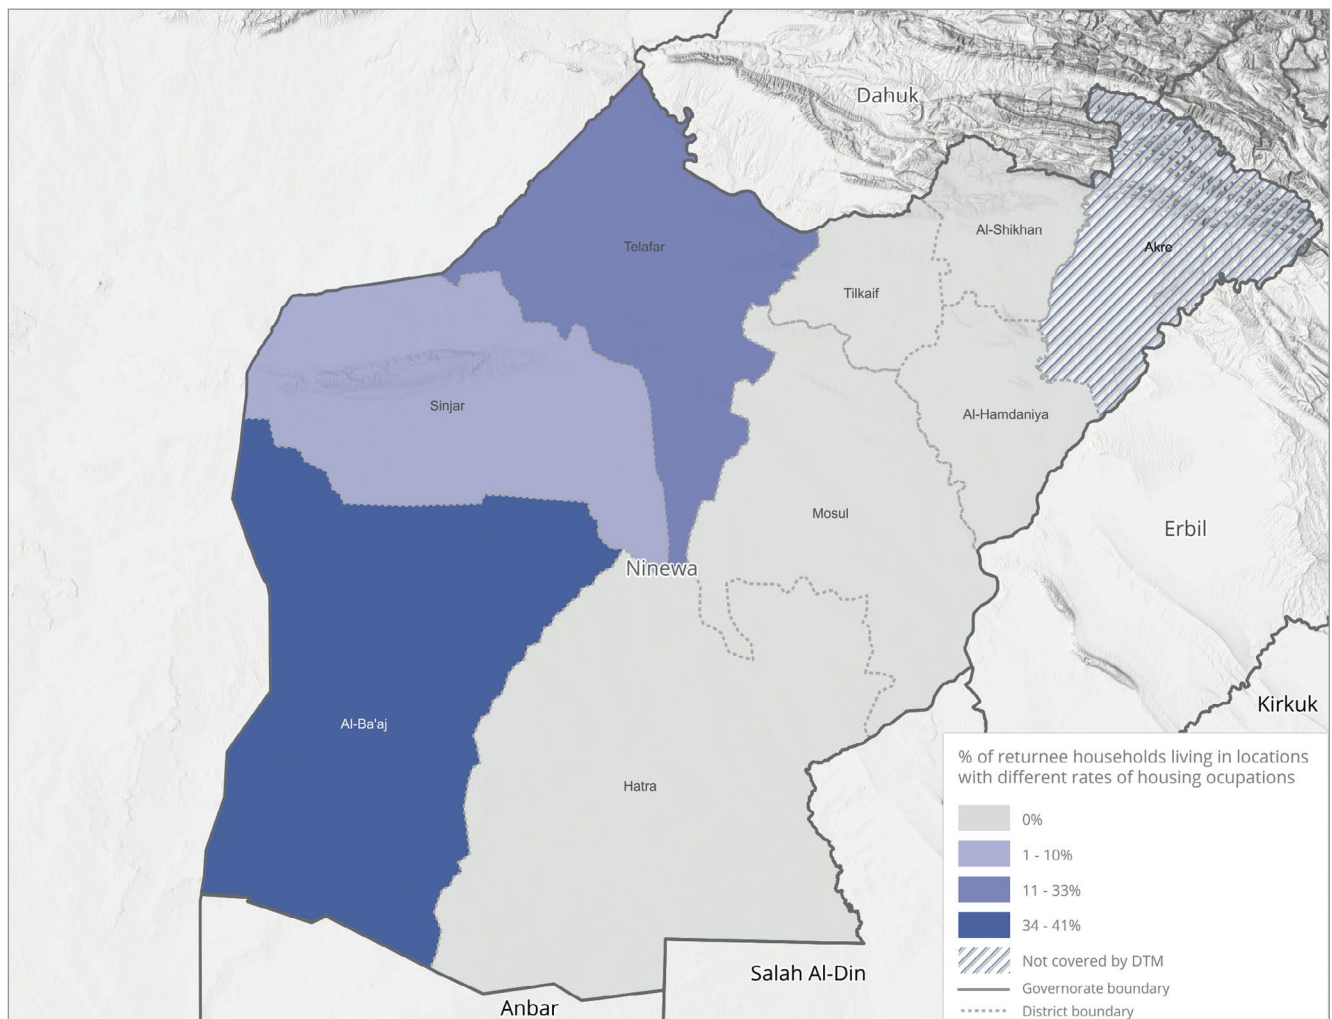 Dahuk
Al-Shikhan
Telafar
Akre
Tilkaif
Sinjar
Al-Hamdaniya
Mosul
Erbil
Ninewa
Kirkuk
Al-Ba'aj
Hatra
% of returnee households living in locations
with different rates of housing ocupations
0%
1 - 10%
11 - 33%
34 - 41%
Not covered by DTM
Governorate boundary
District boundary
Salah Al-Din
Anbar